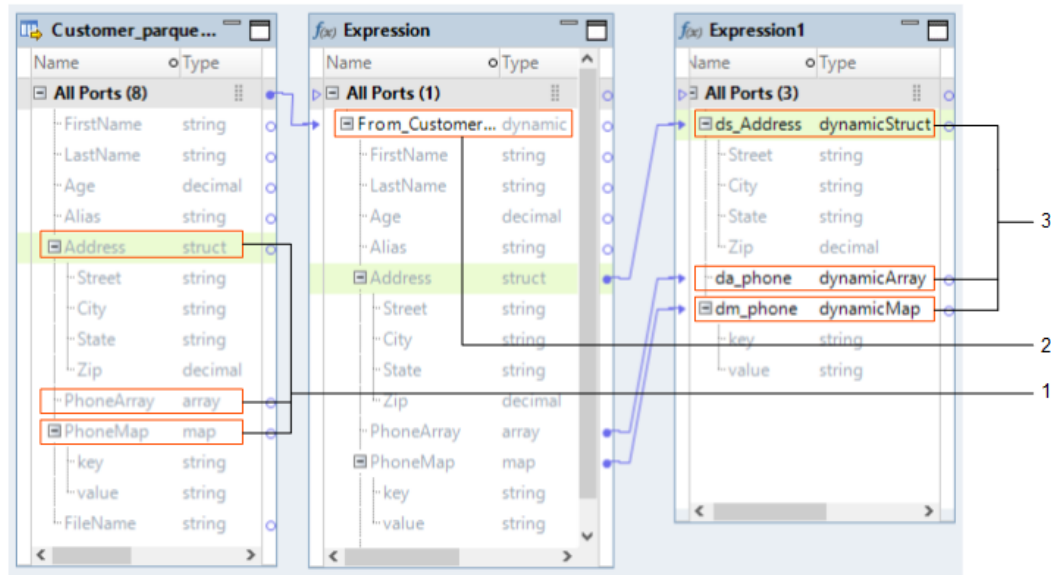 Customer_parque...
Name Type
All Ports (8)
FirstName string
LastName string
Age decimal
Alias string
Address struct
Street string
City string
State string
Zip decimal
PhoneArray array
PhoneMap map
key string
value string
FileName string
f(x) Expression
Name Type
All Ports (1)
From_Customer... dynamic
FirstName string
LastName string
Age decimal
Alias string
Address struct
Street string
City string
State string
Zip decimal
PhoneArray array
PhoneMap map
key string
value string
f(x) Expression1
Name Type
All Ports (3)
ds_Address dynamicStruct
Street string
City string
State string
Zip decimal
da_phone dynamicArray
dm_phone dynamicMap
key string
value string
3
2
1